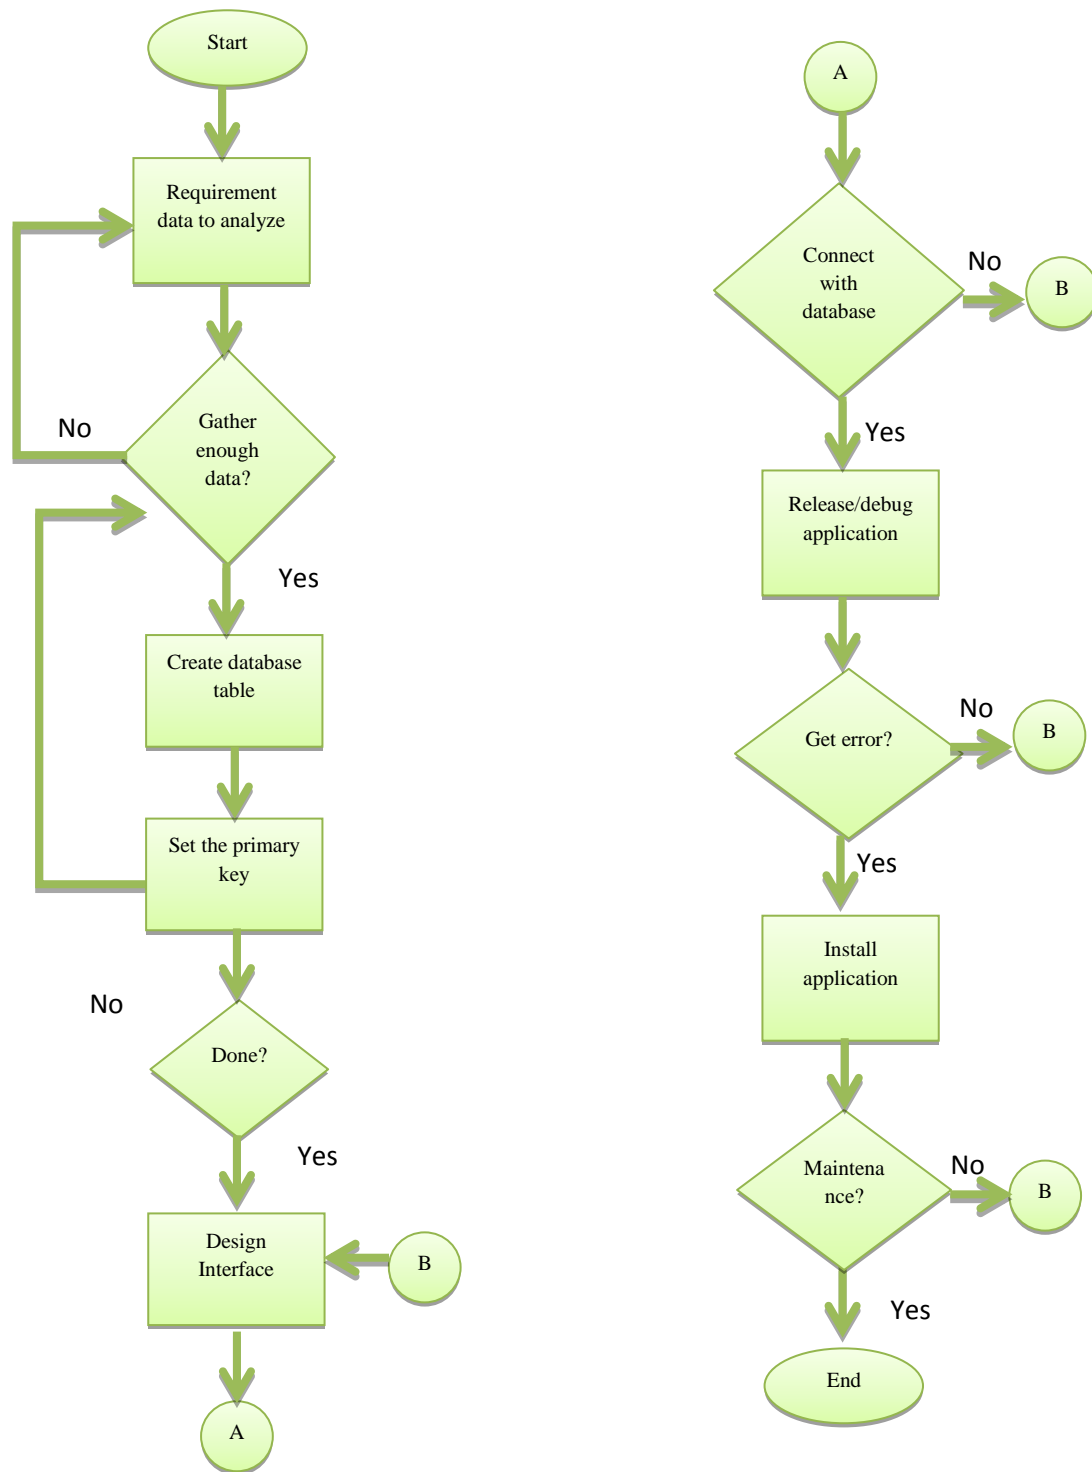 Start
Requirement
data to analyze
No
Gather
enough
data?
Yes
Create database
table
Set the primary
key
No
Done?
Yes
Design
Interface
B
A
A
Connect
with
database
No
B
Yes
Release/debug
application
Get error?
No
B
Yes
Install
application
Maintena
nce?
No
B
Yes
End